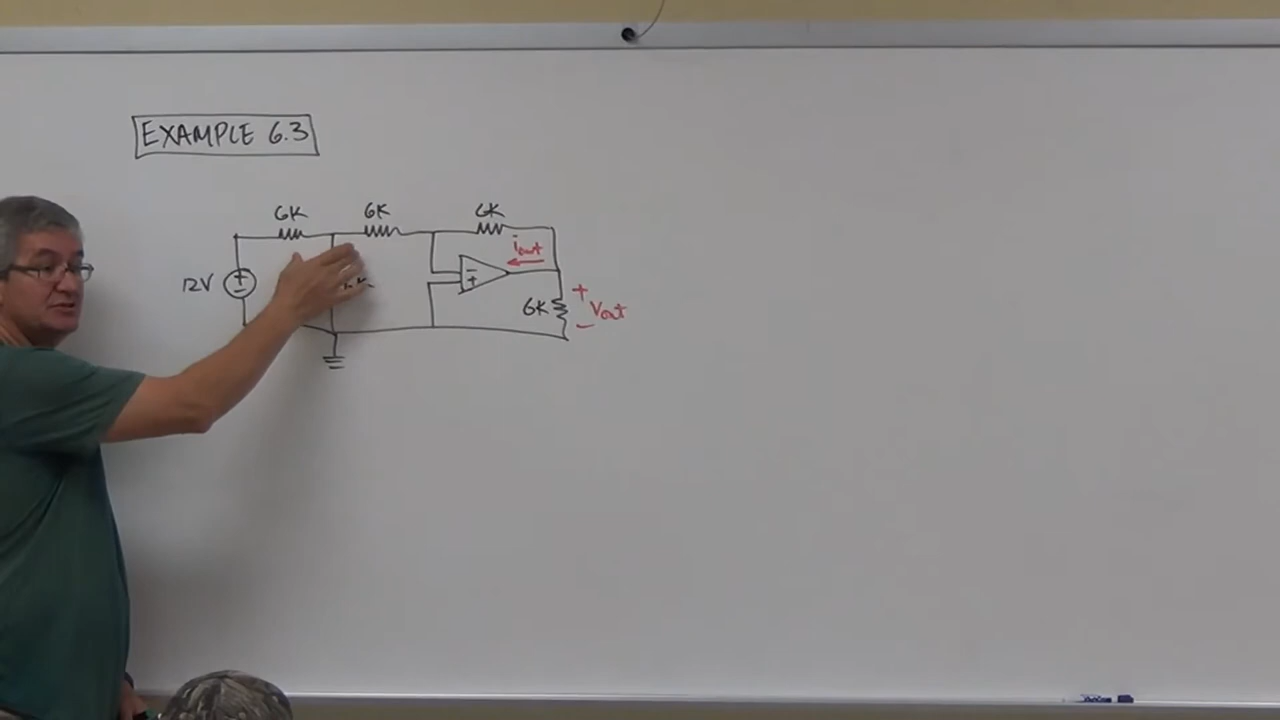 EXAMPLE 6.3
6K 6K 6K
iout
12V
+
-
-
+
6K
+
Vout
-